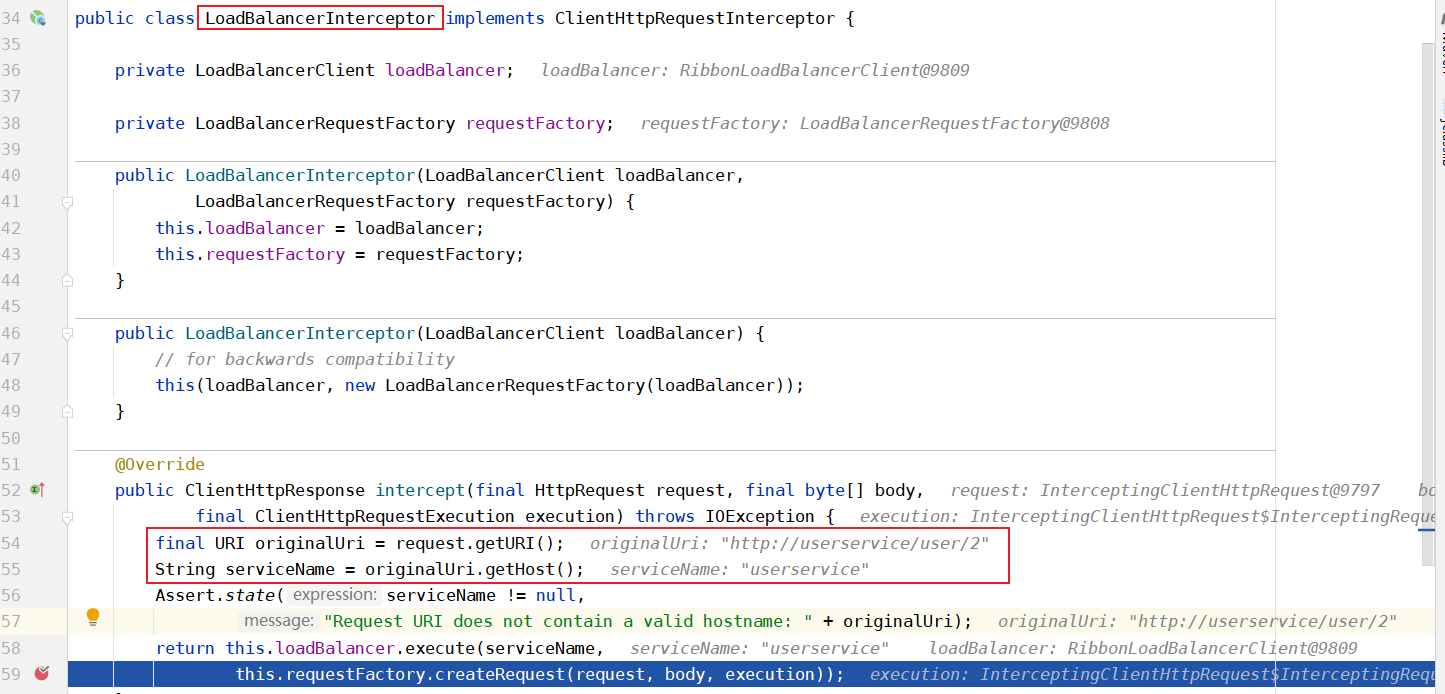 34 public class LoadBalancerInterceptor implements ClientHttpRequestInterceptor {
35
36 private LoadBalancerClient loadBalancer; loadBalancer: RibbonLoadBalancerClient@9809
37
38 private LoadBalancerRequestFactory requestFactory; requestFactory: LoadBalancerRequestFactory@9808
39
40 public LoadBalancerInterceptor(LoadBalancerClient loadBalancer,
41 LoadBalancerRequestFactory requestFactory) {
42 this.loadBalancer = loadBalancer;
43 this.requestFactory = requestFactory;
44 }
45
46 public LoadBalancerInterceptor(LoadBalancerClient loadBalancer) {
47 // for backwards compatibility
48 this(loadBalancer, new LoadBalancerRequestFactory(loadBalancer));
49 }
50
51 @Override
52 public ClientHttpResponse intercept(final HttpRequest request, final byte[] body, request: InterceptingClientHttpRequest@9797 bo
53 final ClientHttpRequestExecution execution) throws IOException { execution: InterceptingClientHttpRequest$InterceptingReque
54 final URI originalUri = request.getURI(); originalUri: "http://userservice/user/2"
55 String serviceName = originalUri.getHost(); serviceName: "userservice"
56 Assert.state( expression: serviceName != null,
57 message: "Request URI does not contain a valid hostname: " + originalUri); originalUri: "http://userservice/user/2"
58 return this.loadBalancer.execute(serviceName, serviceName: "userservice" loadBalancer: RibbonLoadBalancerClient@9809
59 this.requestFactory.createRequest(request, body, execution)); execution: InterceptingClientHttpRequest$InterceptingRequ